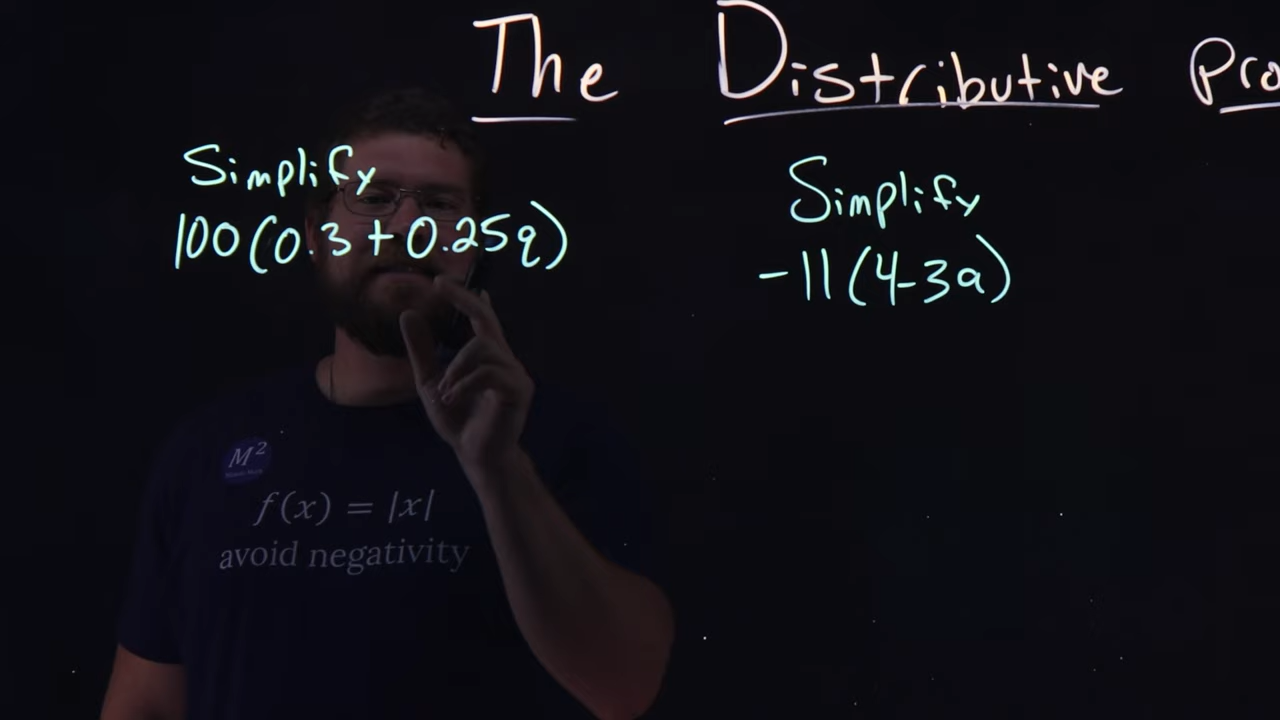 The Distributive Pro
Simplify
100(0.3 + 0.25q)
Simplify
-11(4-3a)
M²
f(x) = |x|
avoid negativity